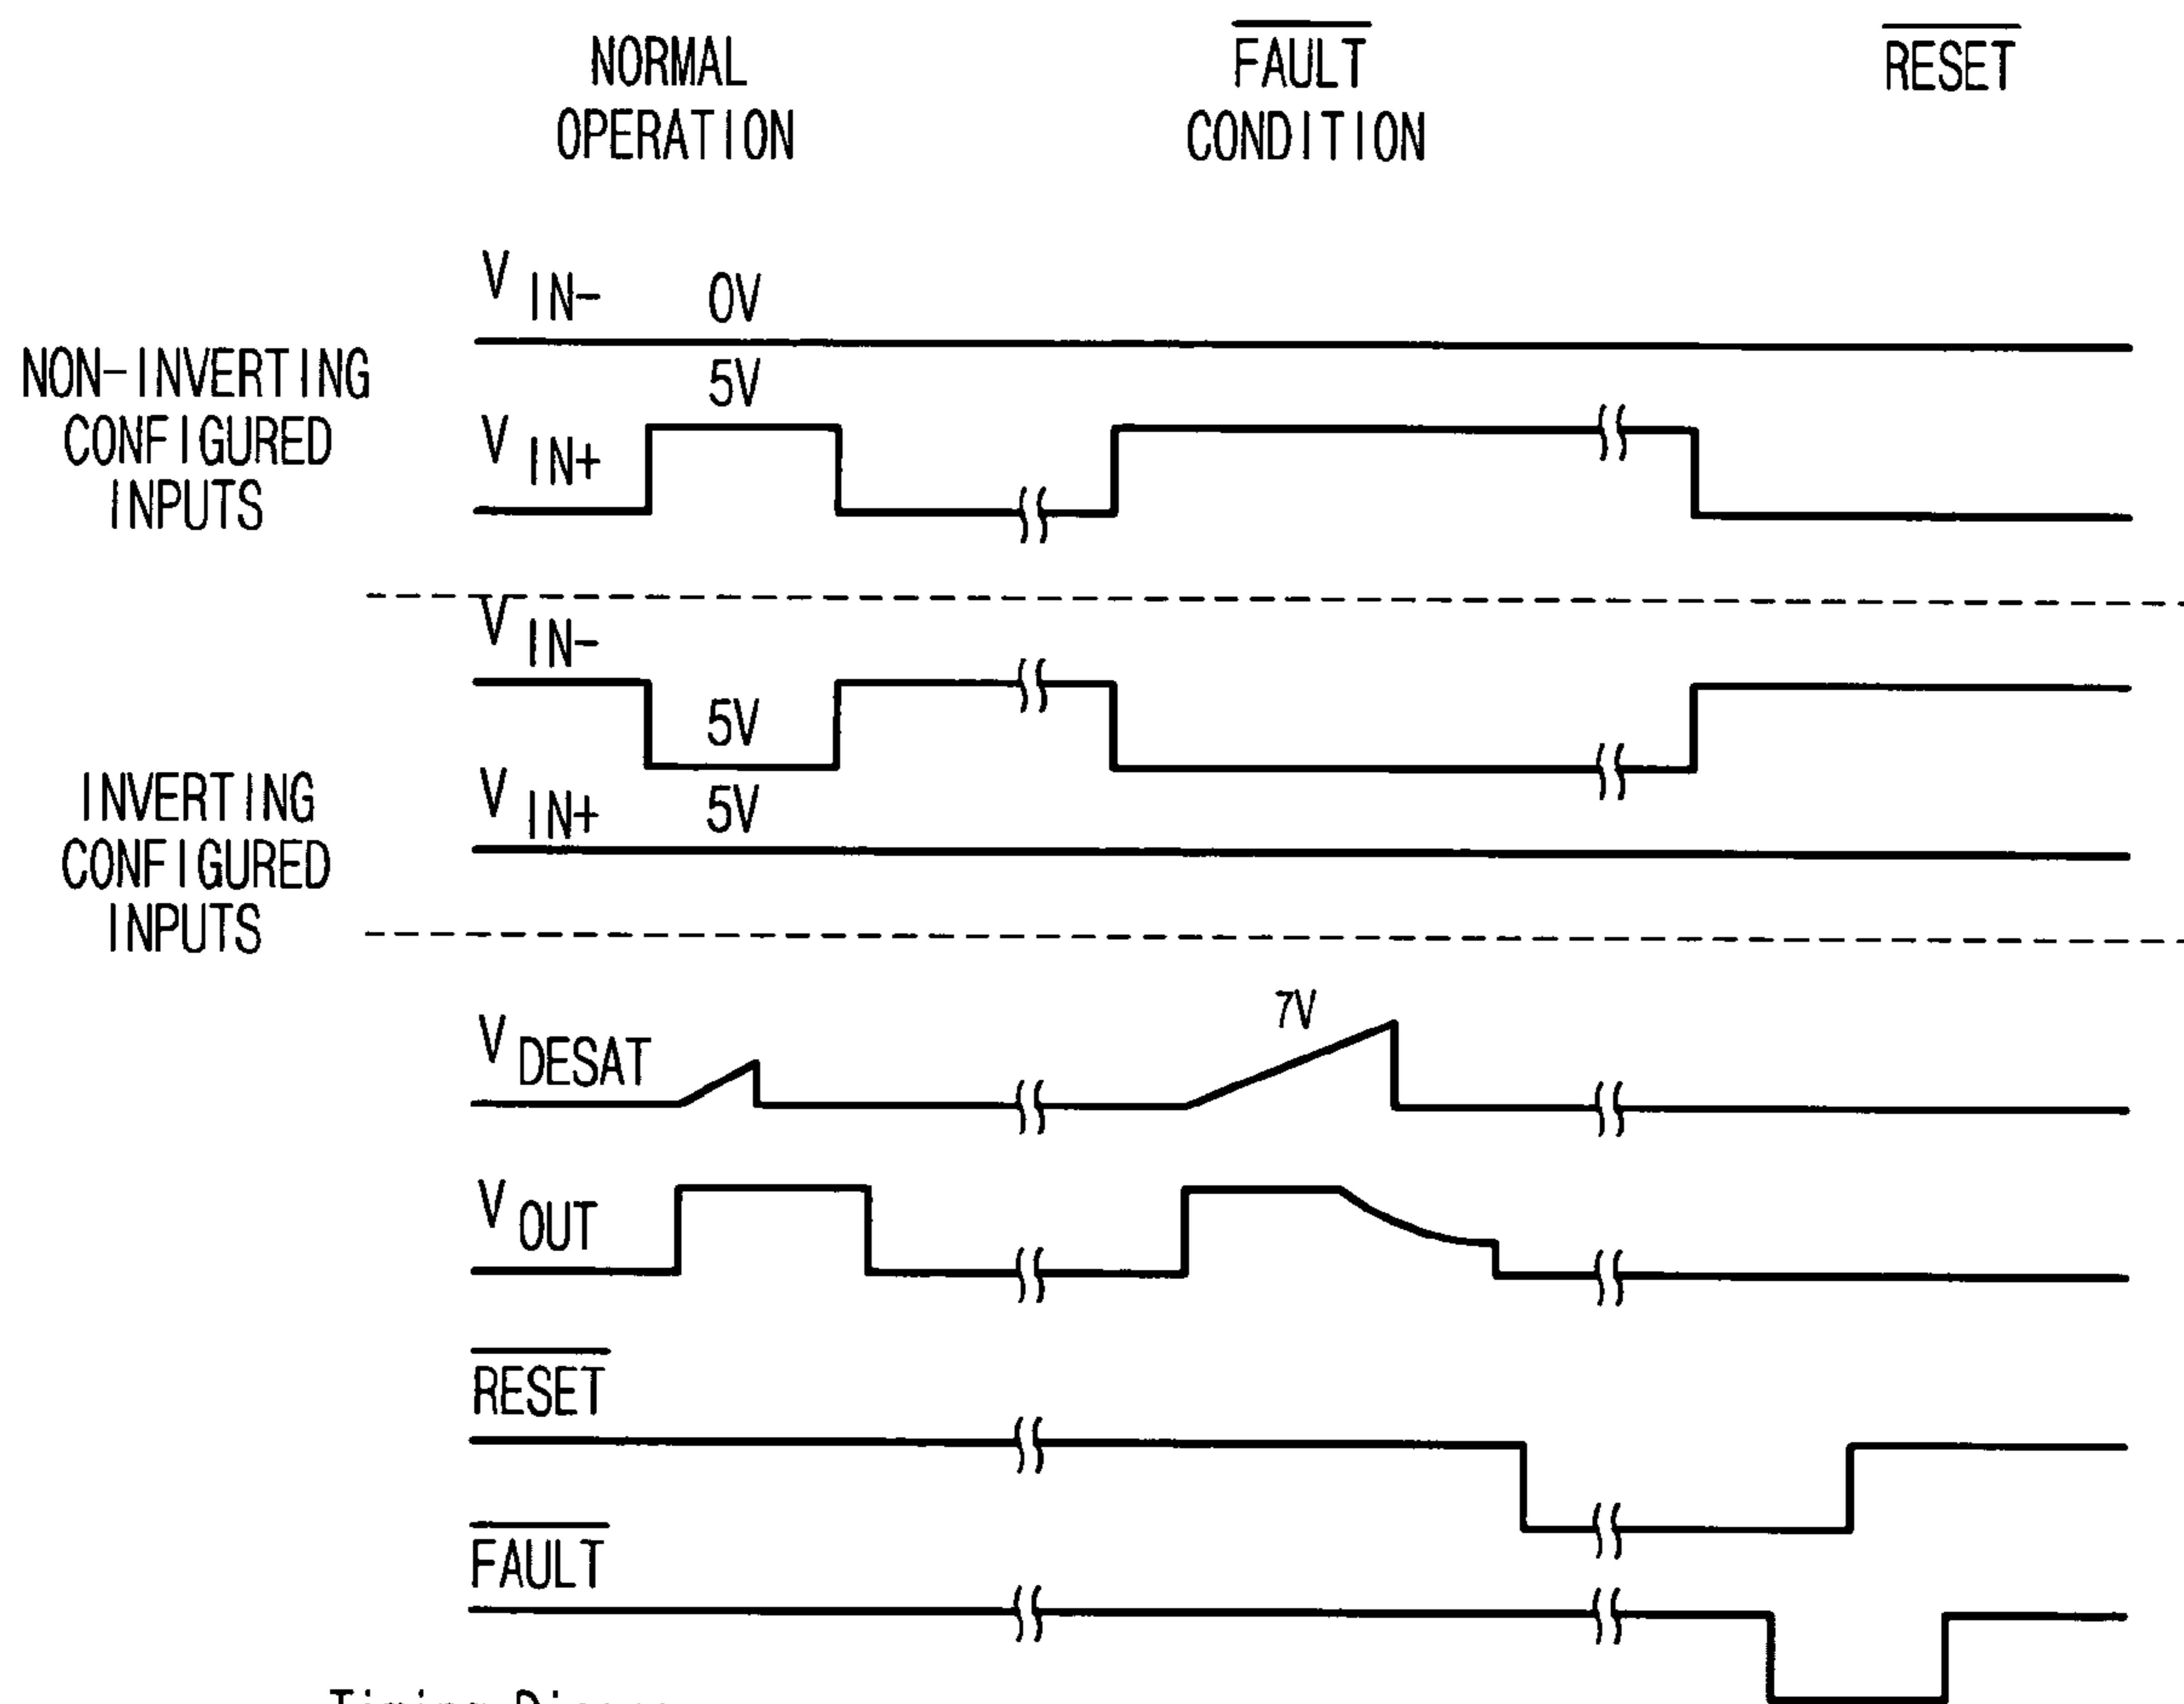 NORMAL
OPERATION
FAULT
CONDITION
RESET
V IN- 0V
NON-INVERTING
CONFIGURED
INPUTS
5V
V IN+
V IN-
5V
INVERTING
CONFIGURED
INPUTS
V IN+ 5V
7V
V DESAT
V OUT
RESET
FAULT